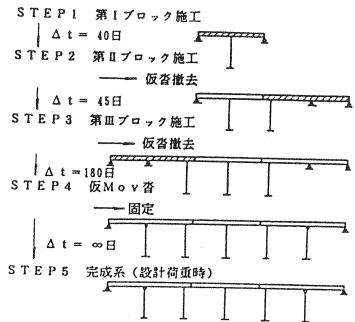 STEP1 第Ⅰブロック施工
Δt = 40日
STEP2 第Ⅱブロック施工
仮沓撤去
Δt = 45日
STEP3 第Ⅲブロック施工
仮沓撤去
Δt = 180日
STEP4 仮Mov沓
固定
Δt = ∞日
STEP5 完成系(設計荷重時)